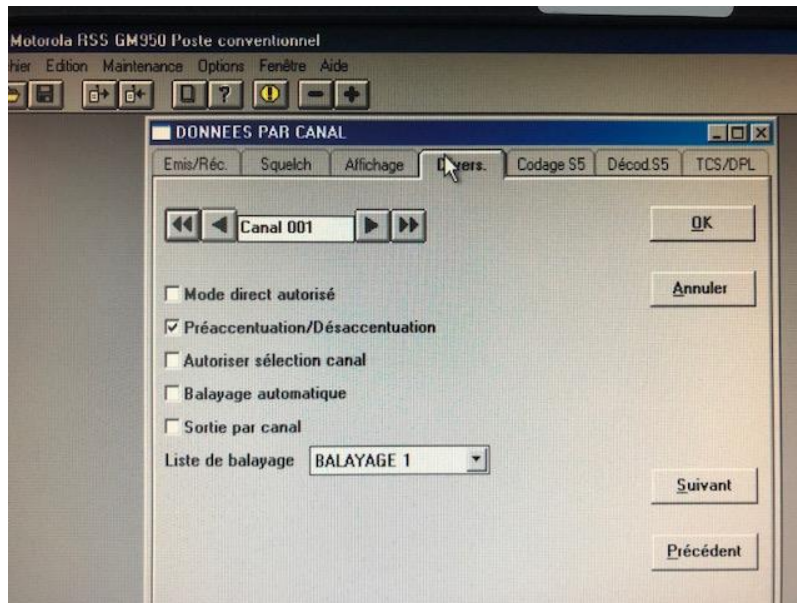 Motorola RSS GM950 Poste conventionnel
hier Edition Maintenance Options Fenêtre Aide
DONNEES PAR CANAL
Emis/Réc. Squelch Affichage Divers. Codage S5 Décod.S5 TCS/DPL
Canal 001
OK
Annuler
Mode direct autorisé
Préaccentuation/Désaccentuation
Autoriser sélection canal
Balayage automatique
Sortie par canal
Liste de balayage BALAYAGE 1
Suivant
Précédent